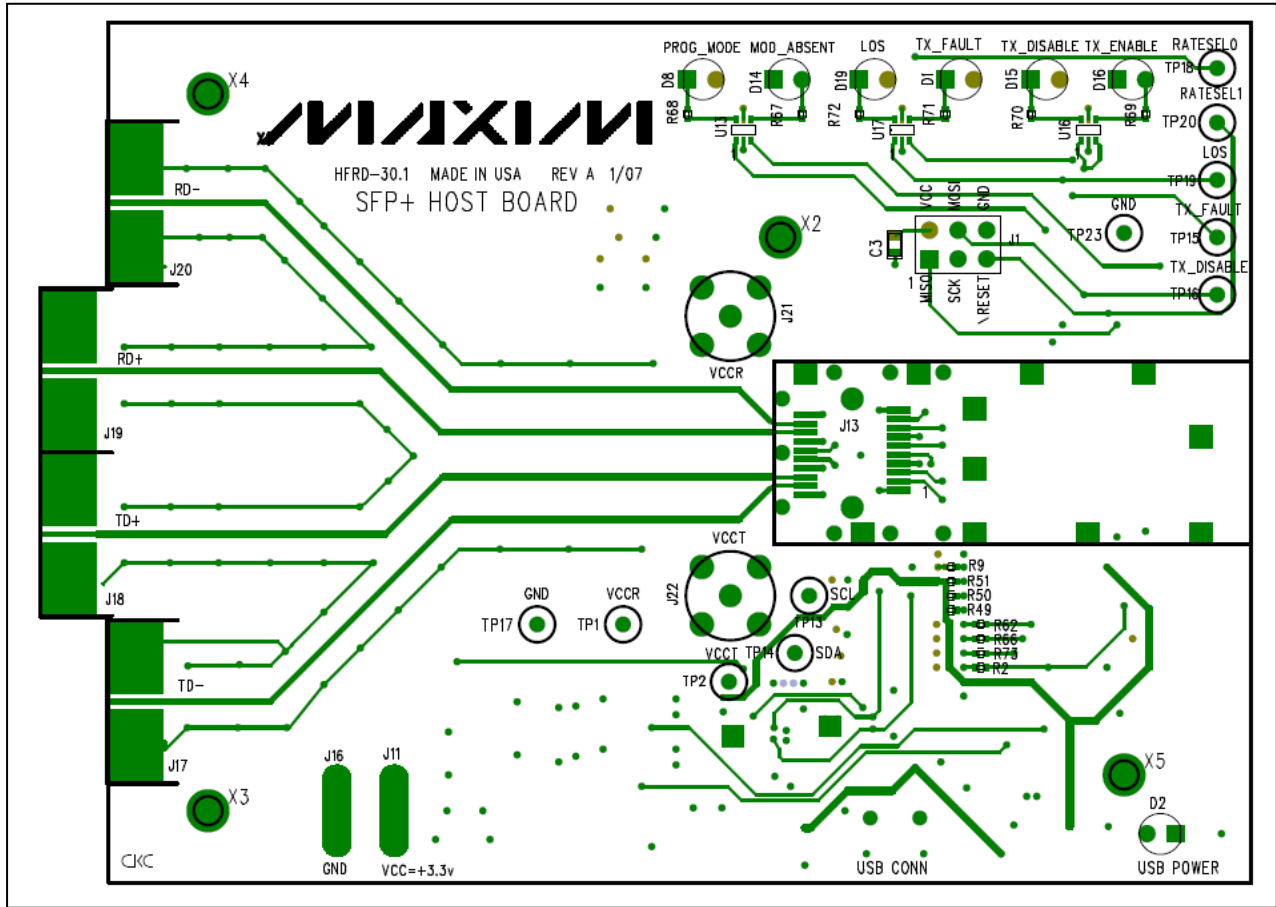 PROG_MODE MOD_ABSENT LOS TX_FAULT TX_DISABLE TX_ENABLE RATESEL0
X4 D8 D14 D19 D1 D15 D16 TP18
RATESEL1
R68 R67 R72 R71 R70 R69 TP20
U13 U17 U16
MAXIM
1 1 1
LOS
HFRD-30.1 MADE IN USA REV A 1/07
TP19
RD-
SFP+ HOST BOARD
VCC MOSI GND
GND
TX_FAULT
X2
TP23
TP15
C3
J1
J20
TX_DISABLE
1
MISO SCK \RESET
TP16
J21
RD+
VCCR
J19
J13
1
TD+
VCCT
R9
R51
R50
R49
J18
J22
SCL
GND VCCR
TP17 TP1
TP13
R62
R66
R73
R2
VCCT TP14 SDA
TP2
TD-
J17
J16 J11
X5
X3
D2
CKC
GND VCC=+3.3v
USB CONN
USB POWER